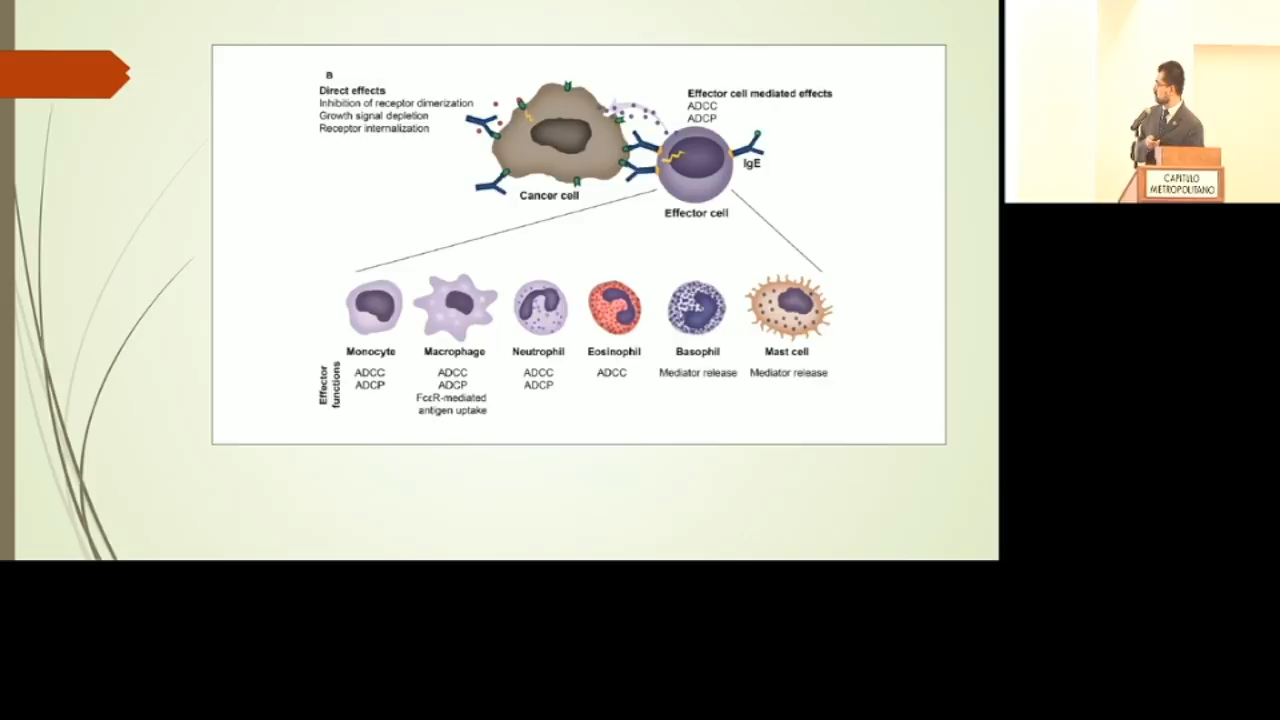 B
Direct effects
Inhibition of receptor dimerization
Growth signal depletion
Receptor internalization
Effector cell mediated effects
ADCC
ADCP
IgE
Cancer cell
Effector cell
Monocyte
Macrophage
Neutrophil
Eosinophil
Basophil
Mast cell
Effector
functions
ADCC
ADCP
ADCC
ADCP
FcεR-mediated
antigen uptake
ADCC
ADCP
ADCC
Mediator release
Mediator release
CAPITULO
METROPOLITANO